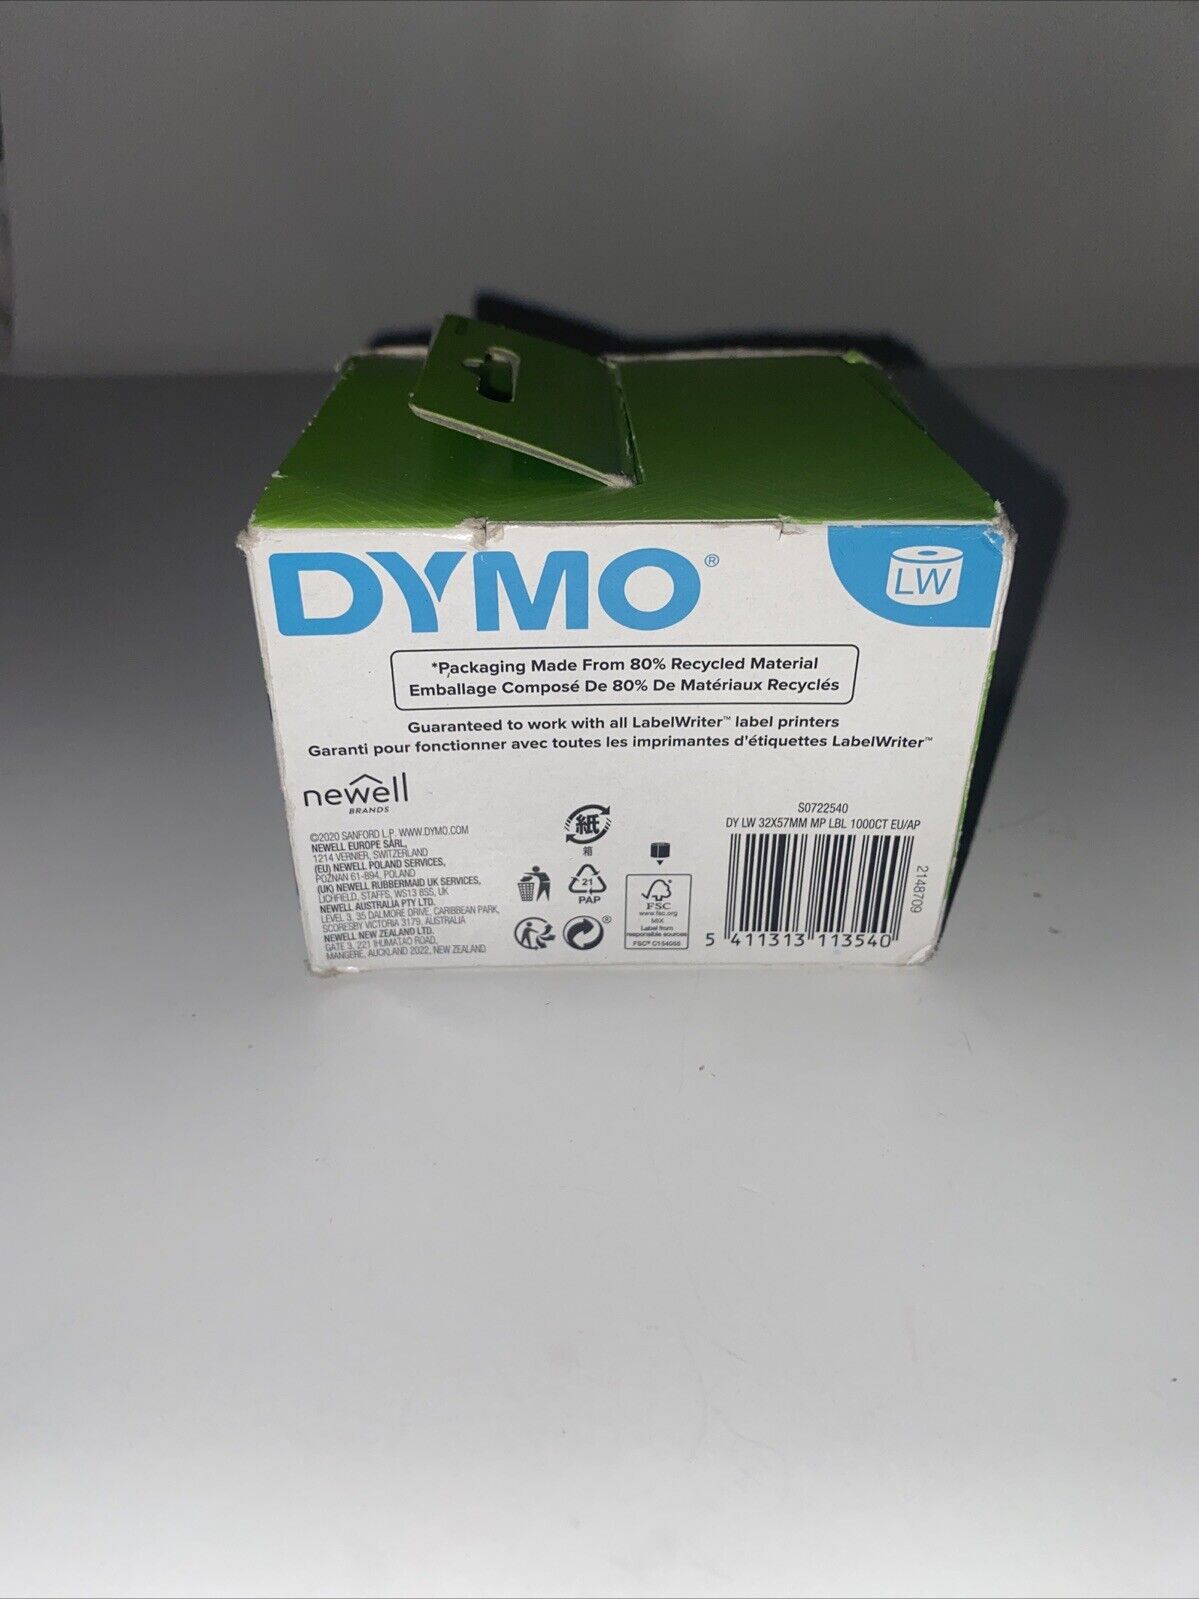 DYMO®
LW
*Packaging Made From 80% Recycled Material
Emballage Composé De 80% De Matériaux Recyclés
Guaranteed to work with all LabelWriter™ label printers
Garanti pour fonctionner avec toutes les imprimantes d'étiquettes LabelWriter™
newell
BRANDS
©2020 SANFORD L.P. WWW.DYMO.COM
NEWELL EUROPE SÀRL,
1214 VERNIER, SWITZERLAND
(EU) NEWELL POLAND SERVICES,
POZNAN 61-894, POLAND
(UK) NEWELL RUBBERMAID UK SERVICES,
LICHFIELD, STAFFS, WS13 8SS, UK
NEWELL AUSTRALIA PTY LTD.
LEVEL 3, 35 DALMORE DRIVE, CARIBBEAN PARK,
SCORESBY VICTORIA 3179, AUSTRALIA
NEWELL NEW ZEALAND LTD.
GATE 3, 221 IHUMATAO ROAD,
MANGERE, AUCKLAND 2022, NEW ZEALAND
紙
箱
21
PAP
®
FSC
www.fsc.org
MIX
Label from
responsible sources
FSC® C154055
S0722540
DY LW 32X57MM MP LBL 1000CT EU/AP
2148709
5 411313 113540